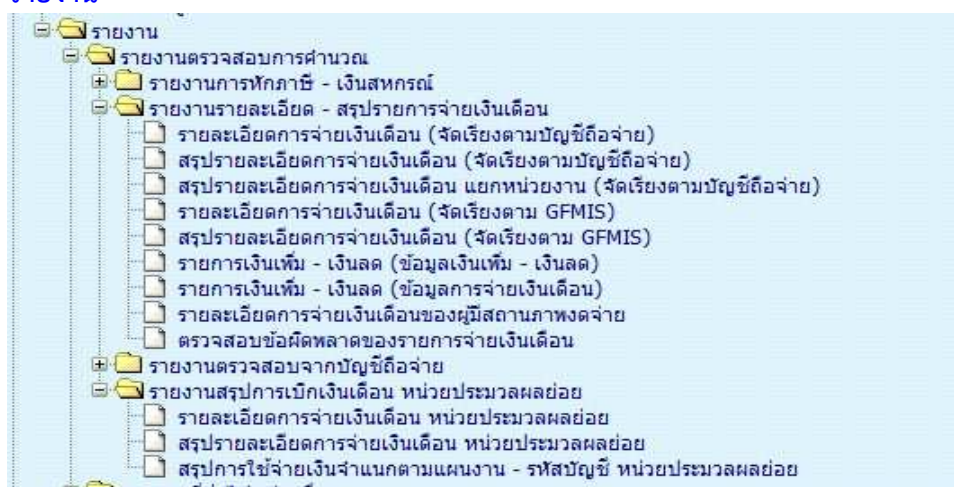 รายงาน
รายงาน
รายงานตรวจสอบการคำนวณ
รายงานการหักภาษี - เงินสหกรณ์
รายงานรายละเอียด - สรุปรายการจ่ายเงินเดือน
รายละเอียดการจ่ายเงินเดือน (จัดเรียงตามบัญชีถือจ่าย)
สรุปรายละเอียดการจ่ายเงินเดือน (จัดเรียงตามบัญชีถือจ่าย)
สรุปรายละเอียดการจ่ายเงินเดือน แยกหน่วยงาน (จัดเรียงตามบัญชีถือจ่าย)
รายละเอียดการจ่ายเงินเดือน (จัดเรียงตาม GFMIS)
สรุปรายละเอียดการจ่ายเงินเดือน (จัดเรียงตาม GFMIS)
รายการเงินเพิ่ม - เงินลด (ข้อมูลเงินเพิ่ม - เงินลด)
รายการเงินเพิ่ม - เงินลด (ข้อมูลการจ่ายเงินเดือน)
รายละเอียดการจ่ายเงินเดือนของผู้มีสถานภาพงดจ่าย
ตรวจสอบข้อผิดพลาดของรายการจ่ายเงินเดือน
รายงานตรวจสอบจากบัญชีถือจ่าย
รายงานสรุปการเบิกเงินเดือน หน่วยประมวลผลย่อย
รายละเอียดการจ่ายเงินเดือน หน่วยประมวลผลย่อย
สรุปรายละเอียดการจ่ายเงินเดือน หน่วยประมวลผลย่อย
สรุปการใช้จ่ายเงินจำแนกตามแผนงาน - รหัสบัญชี หน่วยประมวลผลย่อย